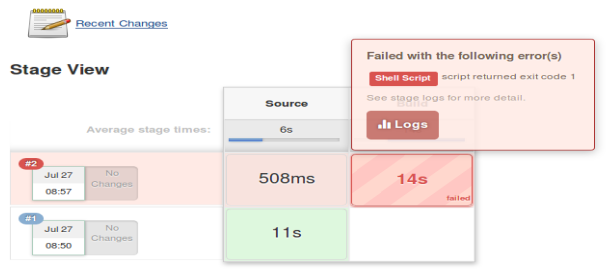 Recent Changes
Stage View
Failed with the following error(s)
Shell Script script returned exit code 1
See stage logs for more detail.
Logs
Source
Build
Average stage times:
6s
#2
Jul 27
08:57
No
Changes
508ms
14s
failed
#1
Jul 27
08:50
No
Changes
11s